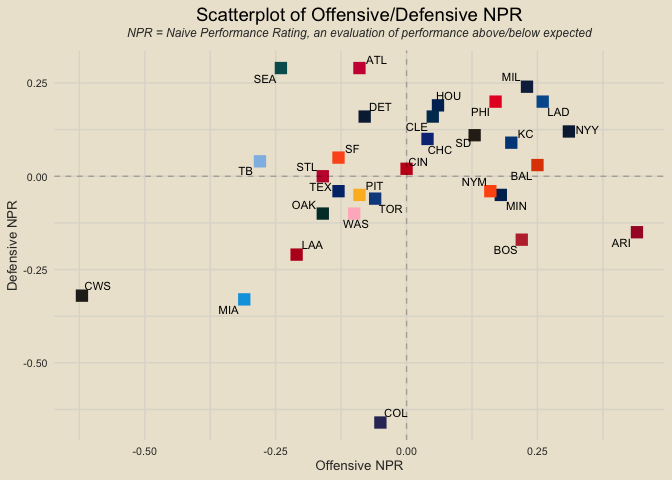 Scatterplot of Offensive/Defensive NPR
NPR = Naive Performance Rating, an evaluation of performance above/below expected
ATL
SEA
MIL
HOU
DET
PHI
LAD
CLE
NYY
KC
SD
CHC
SF
CIN
TB
STL
BAL
NYM
TEX
PIT
MIN
OAK
TOR
WAS
ARI
LAA
BOS
CWS
MIA
COL
0.25
0.00
-0.25
-0.50
Defensive NPR
-0.50
-0.25
0.00
0.25
Offensive NPR